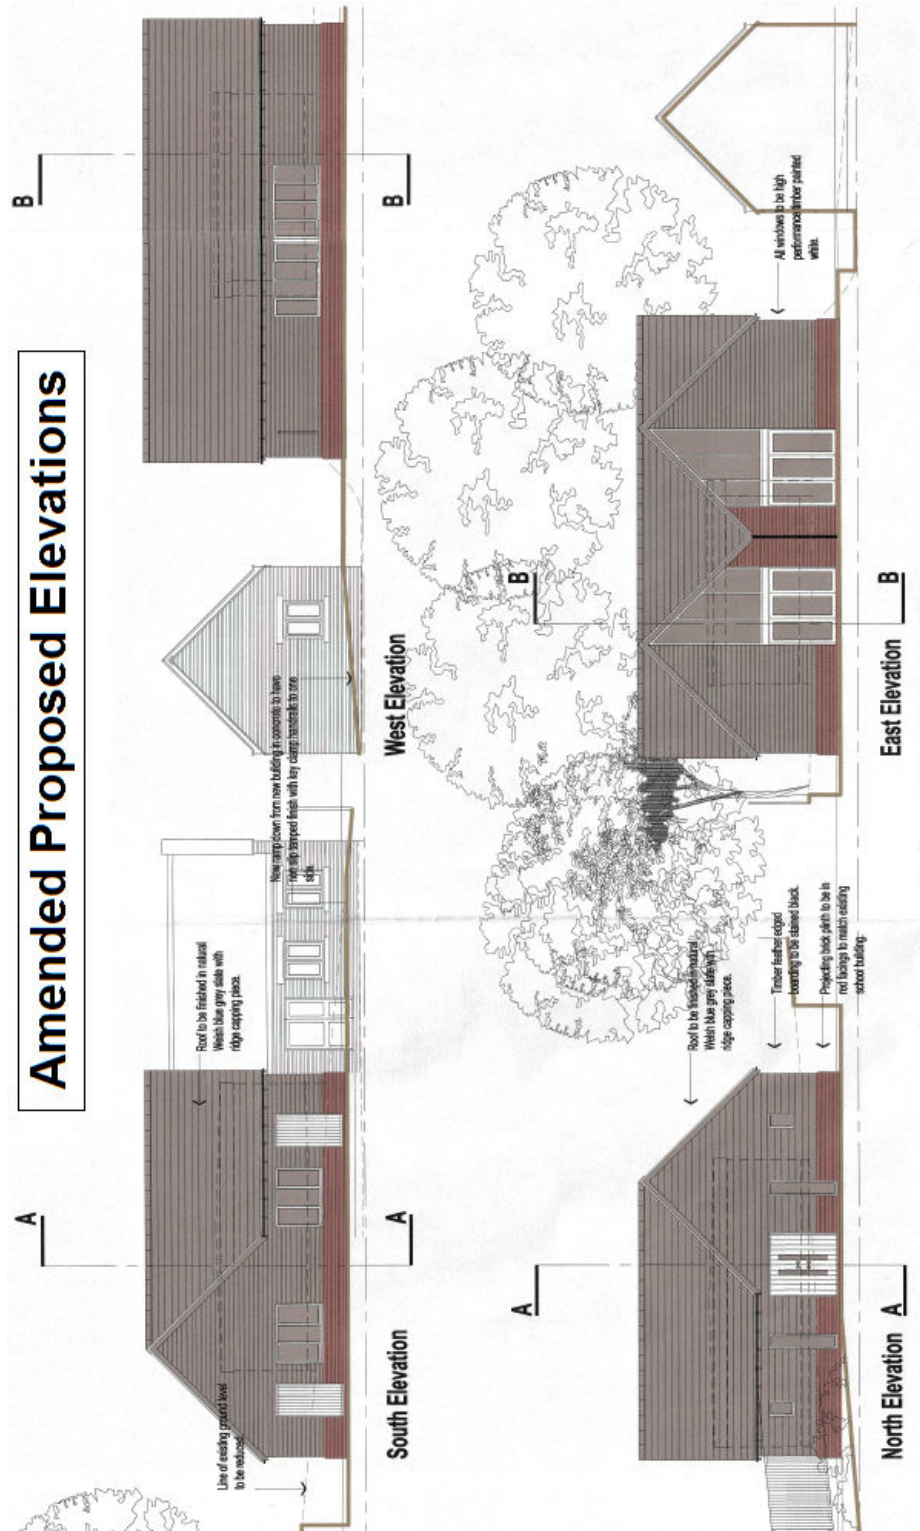 Amended Proposed Elevations
Roof to be finished in natural
Welsh blue grey slate with
ridge capping piece.
New ramp down from new building in concrete to have
non slip tamped finish with key clamp handrails to one
side.
Line of existing ground level
to be reduced.
A
A
B
B
South Elevation
West Elevation
Roof to be finished in natural
Welsh blue grey slate with
ridge capping piece.
Timber feather edged
boarding to be stained black.
Projecting brick plinth to be in
red facings to match existing
school building.
All windows to be high
performance timber painted
white.
A
A
B
B
North Elevation
East Elevation